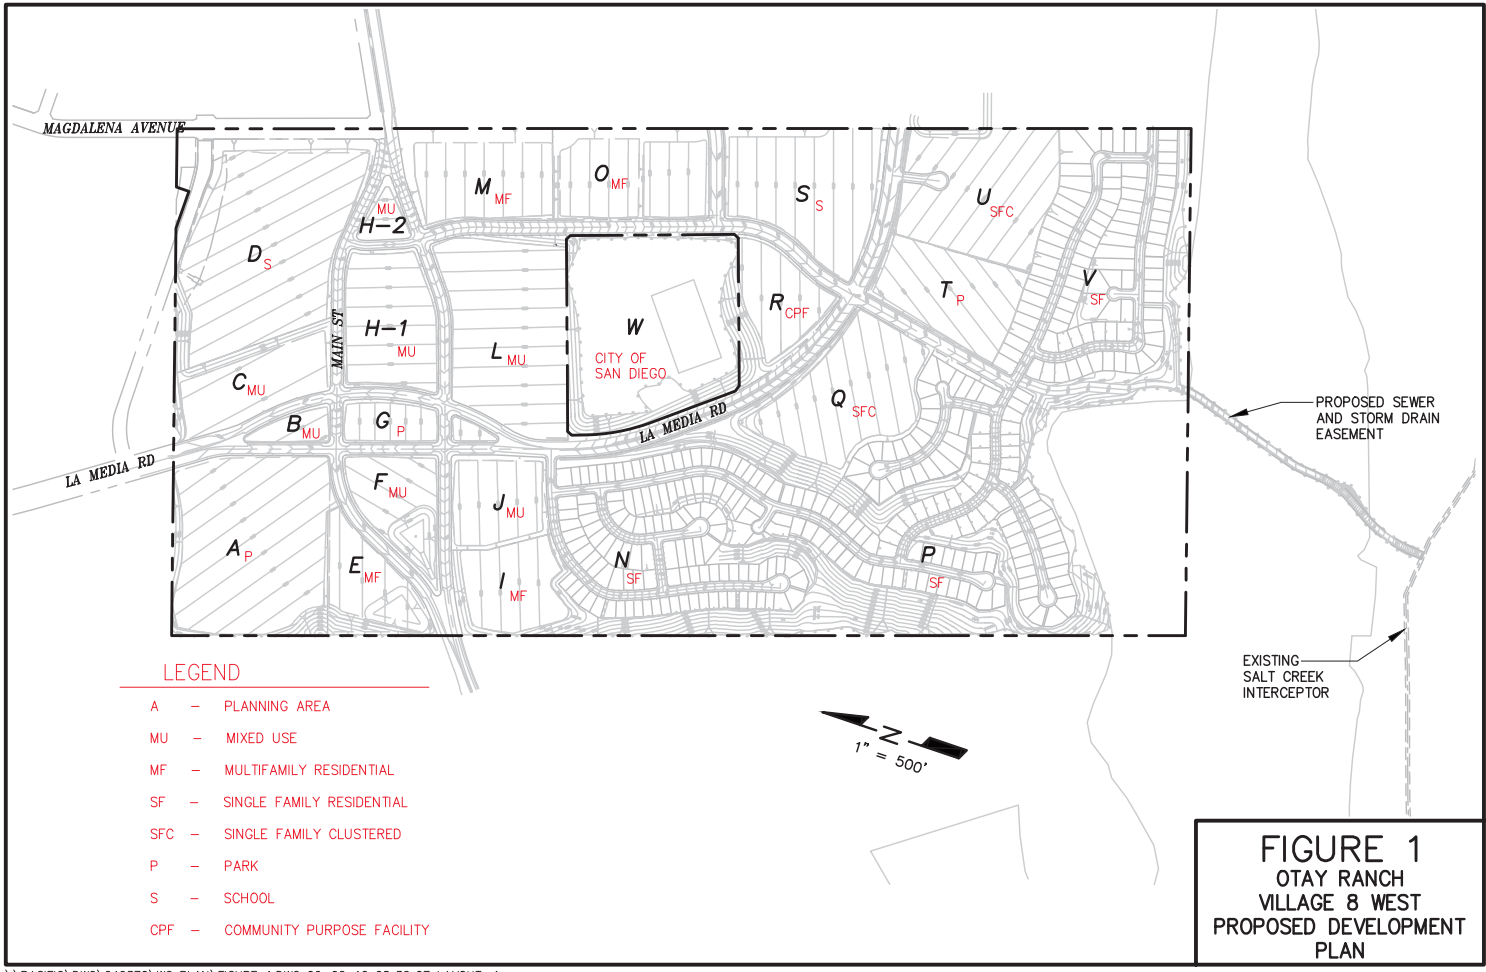 MAGDALENA AVENUE
M MF
O MF
S S
U SFC
MU
H-2
D S
V SF
T P
R CPF
W
CITY OF
SAN DIEGO
H-1
MU
MAIN ST
L MU
C MU
Q SFC
B MU
G P
LA MEDIA RD
LA MEDIA RD
F MU
J MU
A P
E MF
I MF
N SF
P SF
PROPOSED SEWER
AND STORM DRAIN
EASEMENT
EXISTING
SALT CREEK
INTERCEPTOR
LEGEND
A - PLANNING AREA
MU - MIXED USE
MF - MULTIFAMILY RESIDENTIAL
SF - SINGLE FAMILY RESIDENTIAL
SFC - SINGLE FAMILY CLUSTERED
P - PARK
S - SCHOOL
CPF - COMMUNITY PURPOSE FACILITY
N
1" = 500'
FIGURE 1
OTAY RANCH
VILLAGE 8 WEST
PROPOSED DEVELOPMENT
PLAN